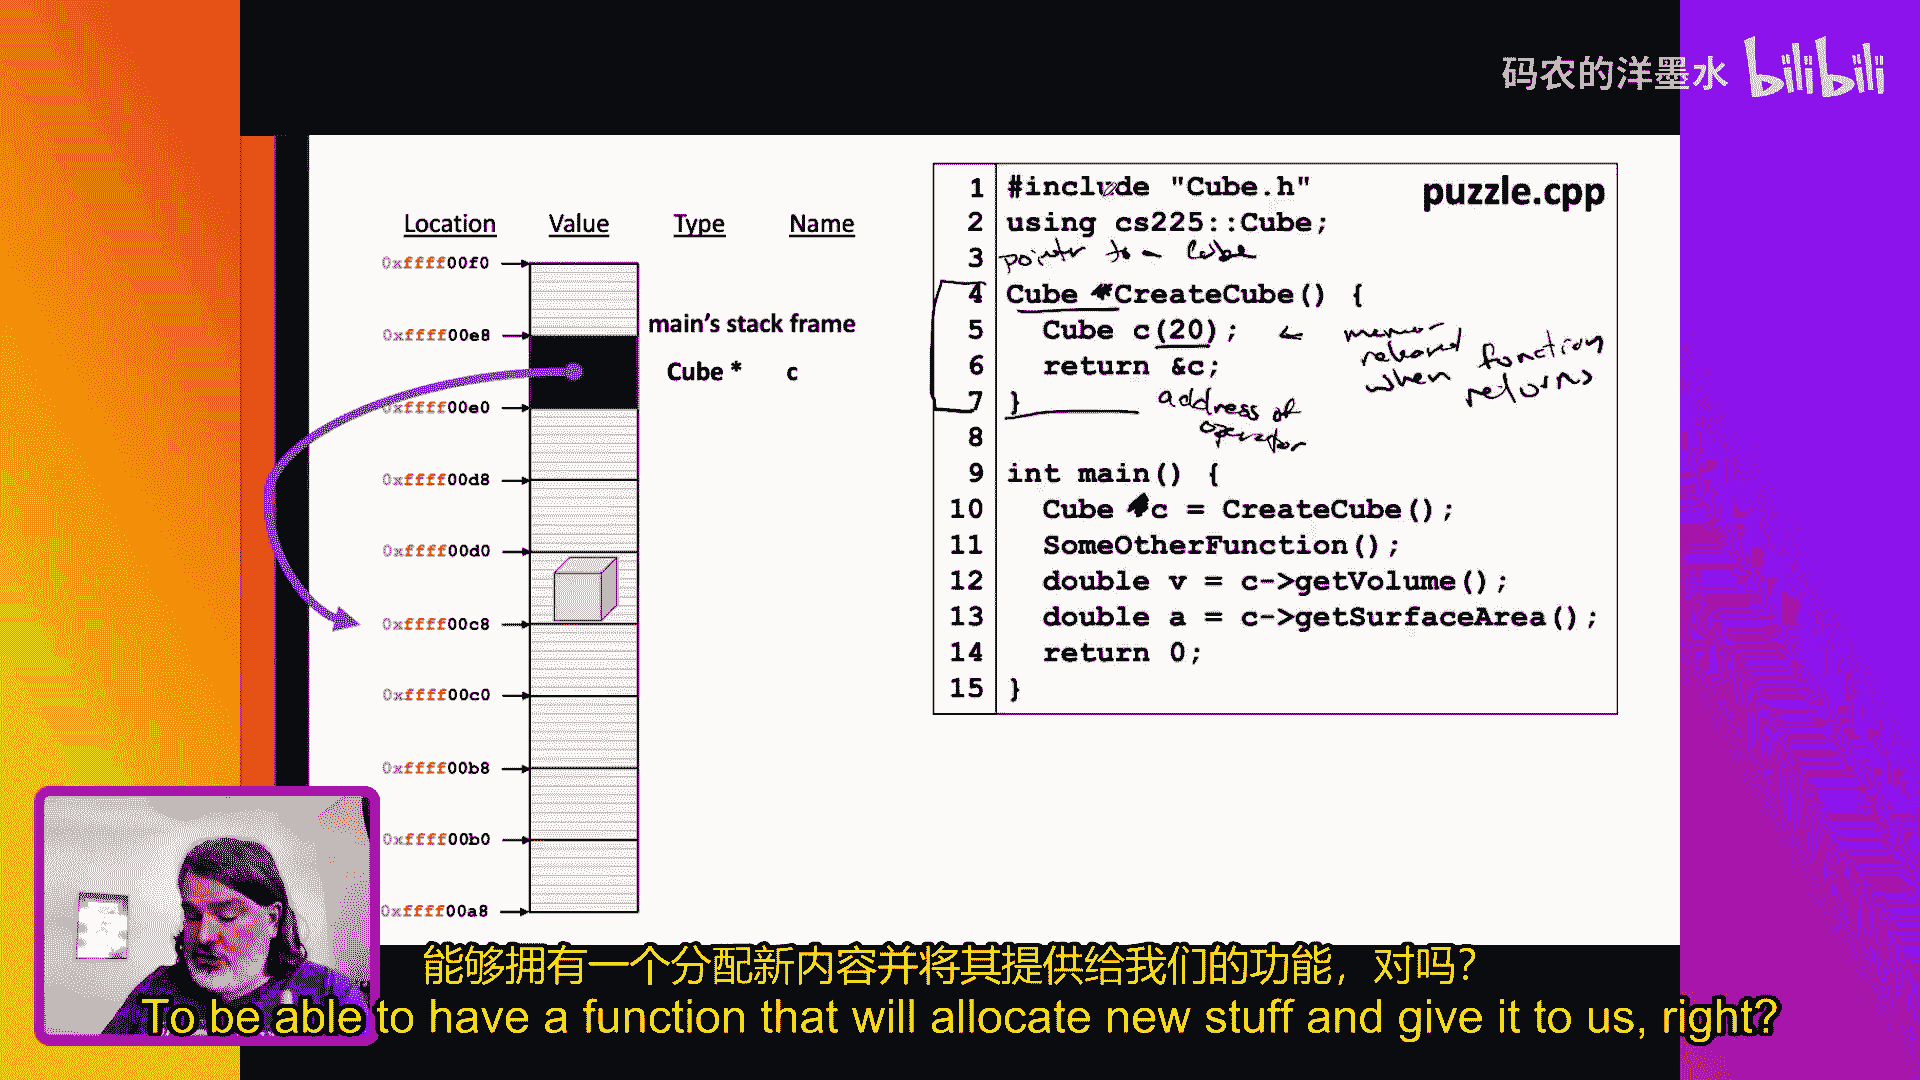 码农的洋墨水 bilibili
Location Value Type Name
0xffff00f0
main's stack frame
0xffff00e8
Cube * c
0xffff00e0
0xffff00d8
0xffff00d0
0xffff00c8
0xffff00c0
0xffff00b8
0xffff00b0
0xffff00a8
puzzle.cpp
1 #include "Cube.h"
2 using cs225::Cube;
3
pointr to a Cube
4 Cube *CreateCube() {
5 Cube c(20);
6 return &c;
7 }
8
9 int main() {
10 Cube *c = CreateCube();
11 SomeOtherFunction();
12 double v = c->getVolume();
13 double a = c->getSurfaceArea();
14 return 0;
15 }
function
when returns
address of
operator
能够拥有一个分配新内容并将其提供给我们的功能，对吗？
To be able to have a function that will allocate new stuff and give it to us, right?